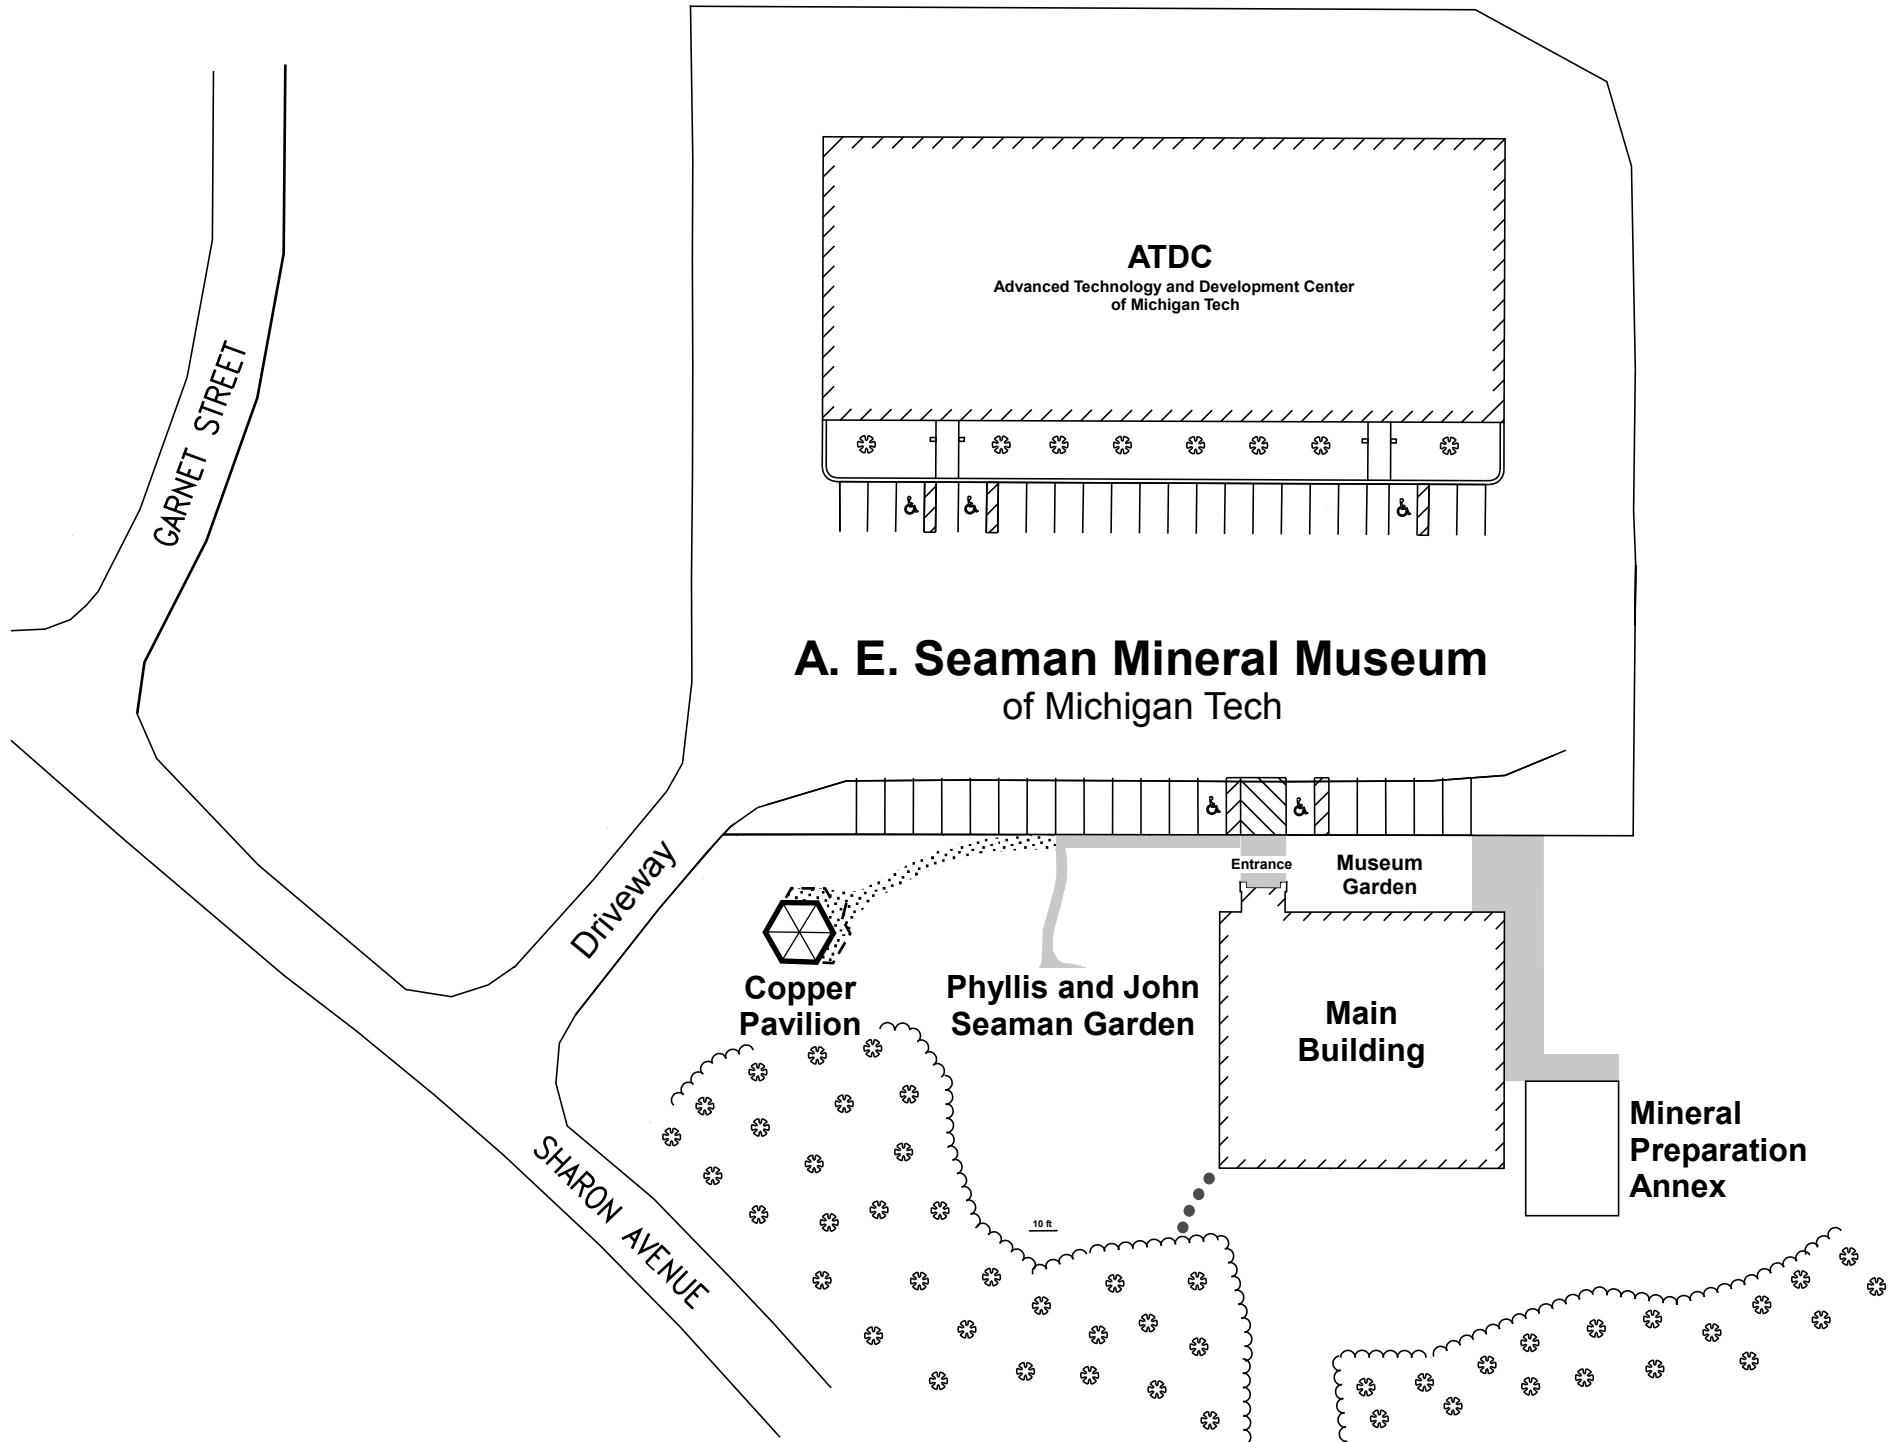 ATDC
Advanced Technology and Development Center
of Michigan Tech
GARNET STREET
A. E. Seaman Mineral Museum
of Michigan Tech
Driveway
Entrance
Museum
Garden
Copper
Pavilion
Phyllis and John
Seaman Garden
Main
Building
Mineral
Preparation
Annex
SHARON AVENUE
10 ft